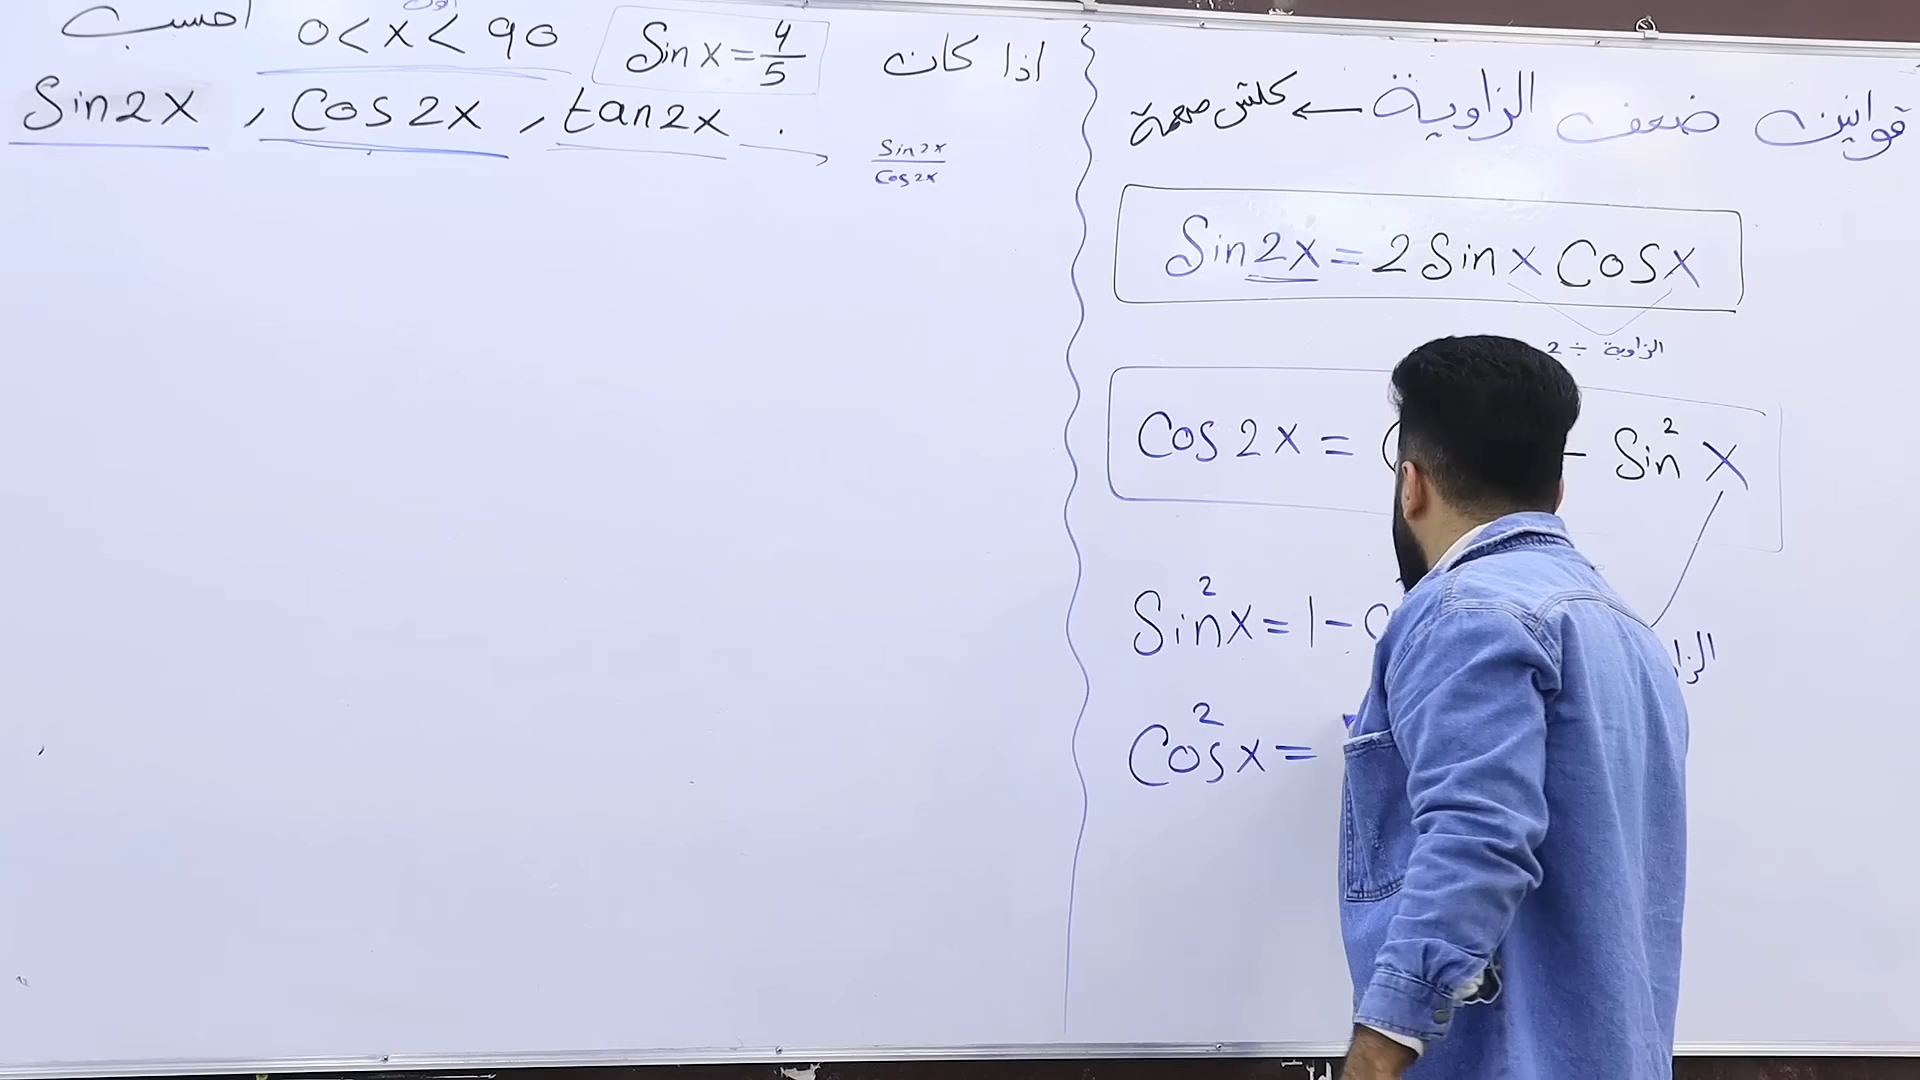 قوانين ضعف الزاوية ← كلش مهمة
Sin2x = 2 Sin x Cos x
الزاوية ÷ 2
Cos 2x = - Sin² x
Sin² x = 1 -
Cos² x =
اذا كان Sin x = 4/5 0 < x < 90 احسب
Sin2x , Cos2x , tan2x . → Sin2x/Cos2x